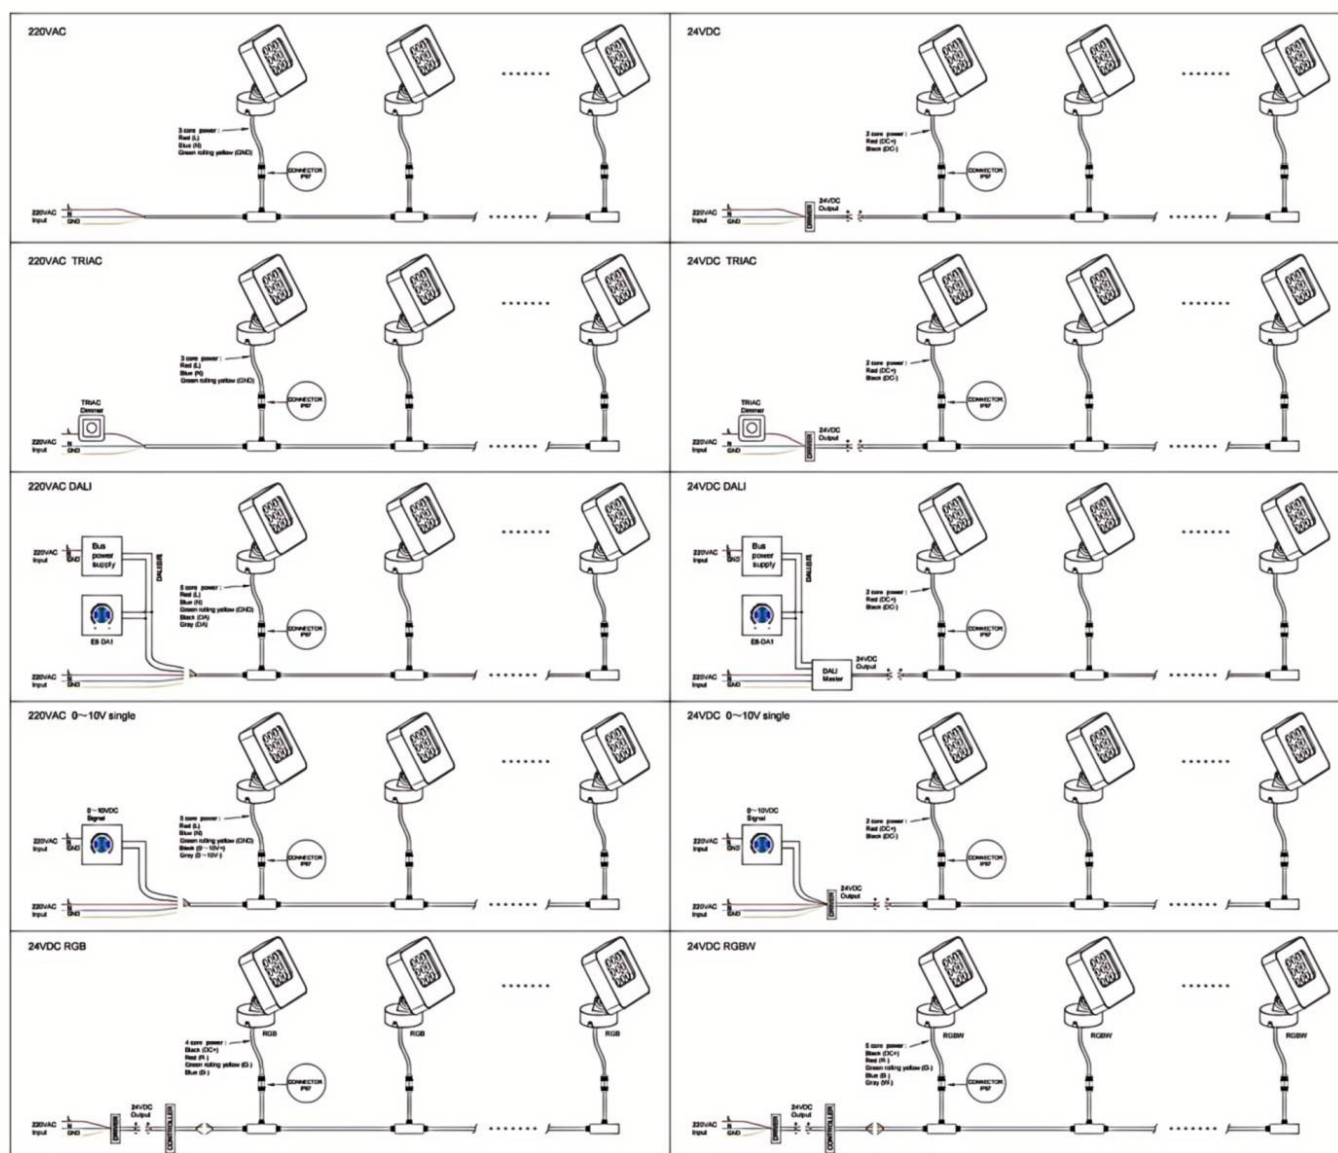 220VAC
3 core power :
Red (L)
Blue (N)
Green rolling yellow (GND)
CONNECTOR
IP67
220VAC
Input
L
N
GND
24VDC
2 core power :
Red (DC+)
Black (DC-)
CONNECTOR
IP67
220VAC
Input
L
N
GND
DRIVER
24VDC
Output
220VAC TRIAC
3 core power :
Red (L)
Blue (N)
Green rolling yellow (GND)
CONNECTOR
IP67
TRIAC
Dimmer
220VAC
Input
L
N
GND
24VDC TRIAC
2 core power :
Red (DC+)
Black (DC-)
CONNECTOR
IP67
TRIAC
Dimmer
220VAC
Input
L
N
GND
DRIVER
24VDC
Output
220VAC DALI
220VAC
Input
L
GND
Bus
power
supply
EB-DA1
5 core power :
Red (L)
Blue (N)
Green rolling yellow (GND)
Black (DA)
Gray (DA)
CONNECTOR
IP67
220VAC
Input
L
N
GND
24VDC DALI
220VAC
Input
L
GND
Bus
power
supply
EB-DA1
2 core power :
Red (DC+)
Black (DC-)
CONNECTOR
IP67
220VAC
Input
L
N
GND
DALI
Master
24VDC
Output
220VAC 0～10V single
0～10VDC
Signal
220VAC
Input
L
GND
5 core power :
Red (L)
Blue (N)
Green rolling yellow (GND)
Black (0～10V+)
Gray (0～10V-)
CONNECTOR
IP67
220VAC
Input
L
N
GND
24VDC 0～10V single
0～10VDC
Signal
220VAC
Input
L
GND
2 core power :
Red (DC+)
Black (DC-)
CONNECTOR
IP67
220VAC
Input
L
N
GND
DRIVER
24VDC
Output
24VDC RGB
RGB
RGB
RGB
4 core power :
Black (DC+)
Red (R-)
Green rolling yellow (G-)
Blue (B-)
CONNECTOR
IP67
220VAC
Input
L
N
GND
DRIVER
24VDC
Output
CONTROLLER
24VDC RGBW
RGBW
RGBW
RGBW
5 core power :
Black (DC+)
Red (R-)
Green rolling yellow (G-)
Blue (B-)
Gray (W-)
CONNECTOR
IP67
220VAC
Input
L
N
GND
DRIVER
24VDC
Output
CONTROLLER